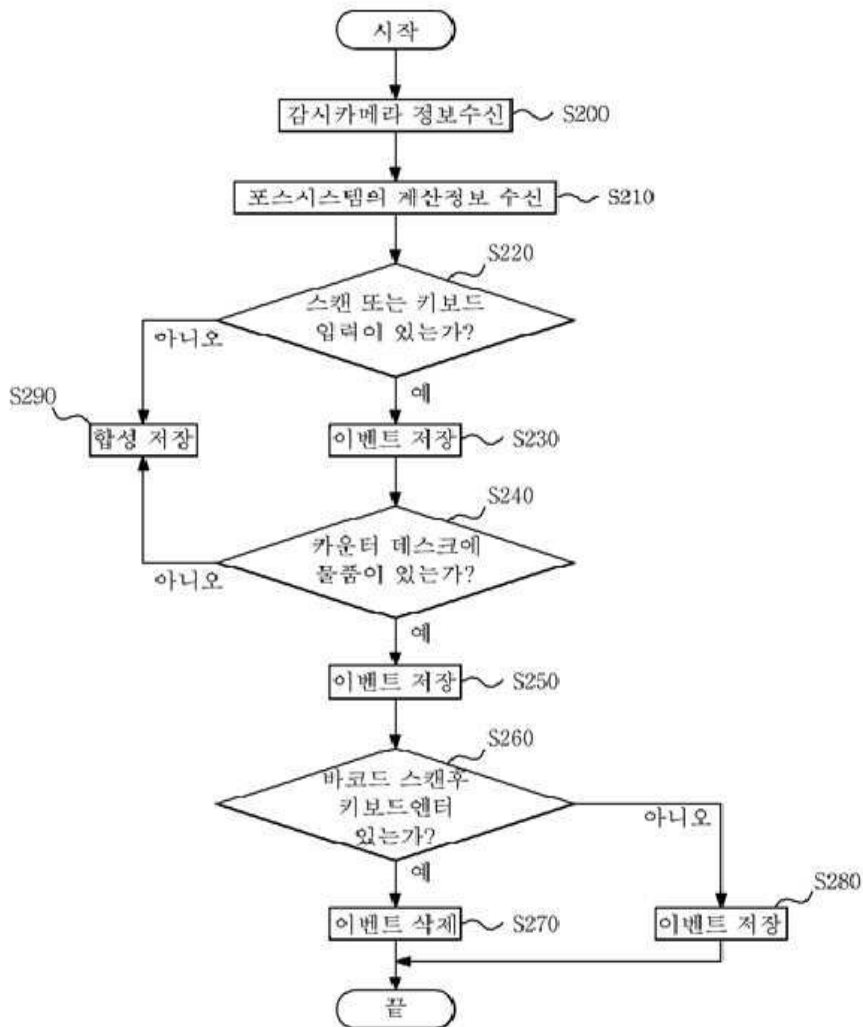 시작
감시카메라 정보수신
S200
포스시스템의 계산정보 수신
S210
S220
스캔 또는 키보드
입력이 있는가?
아니오
예
S290
합성 저장
이벤트 저장
S230
S240
카운터 데스크에
물품이 있는가?
아니오
예
이벤트 저장
S250
S260
바코드 스캔후
키보드엔터
있는가?
아니오
예
S280
이벤트 삭제
S270
이벤트 저장
끝